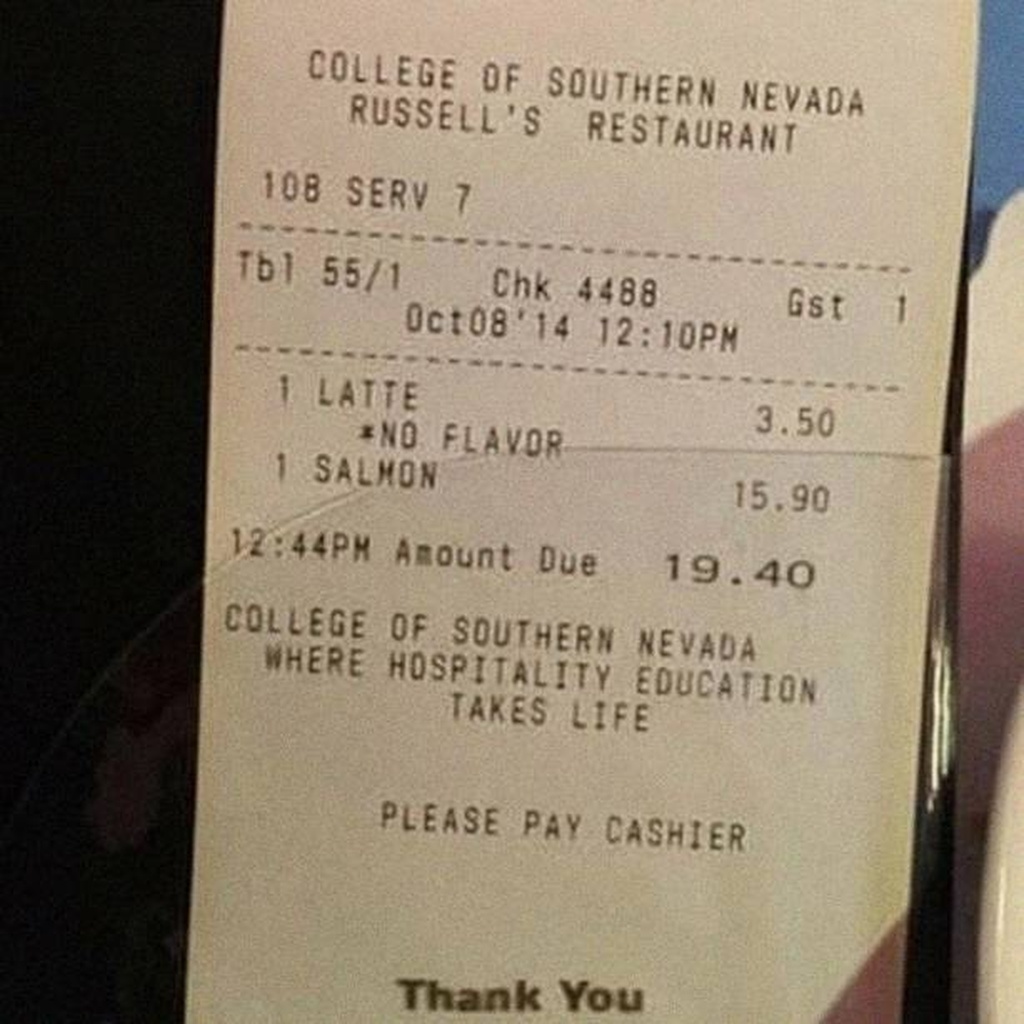 COLLEGE OF SOUTHERN NEVADA
RUSSELL'S RESTAURANT
108 SERV 7
Tbl 55/1 Chk 4488 Gst 1
Oct08'14 12:10PM
1 LATTE 3.50
*NO FLAVOR
1 SALMON 15.90
12:44PM Amount Due 19.40
COLLEGE OF SOUTHERN NEVADA
WHERE HOSPITALITY EDUCATION
TAKES LIFE
PLEASE PAY CASHIER
Thank You